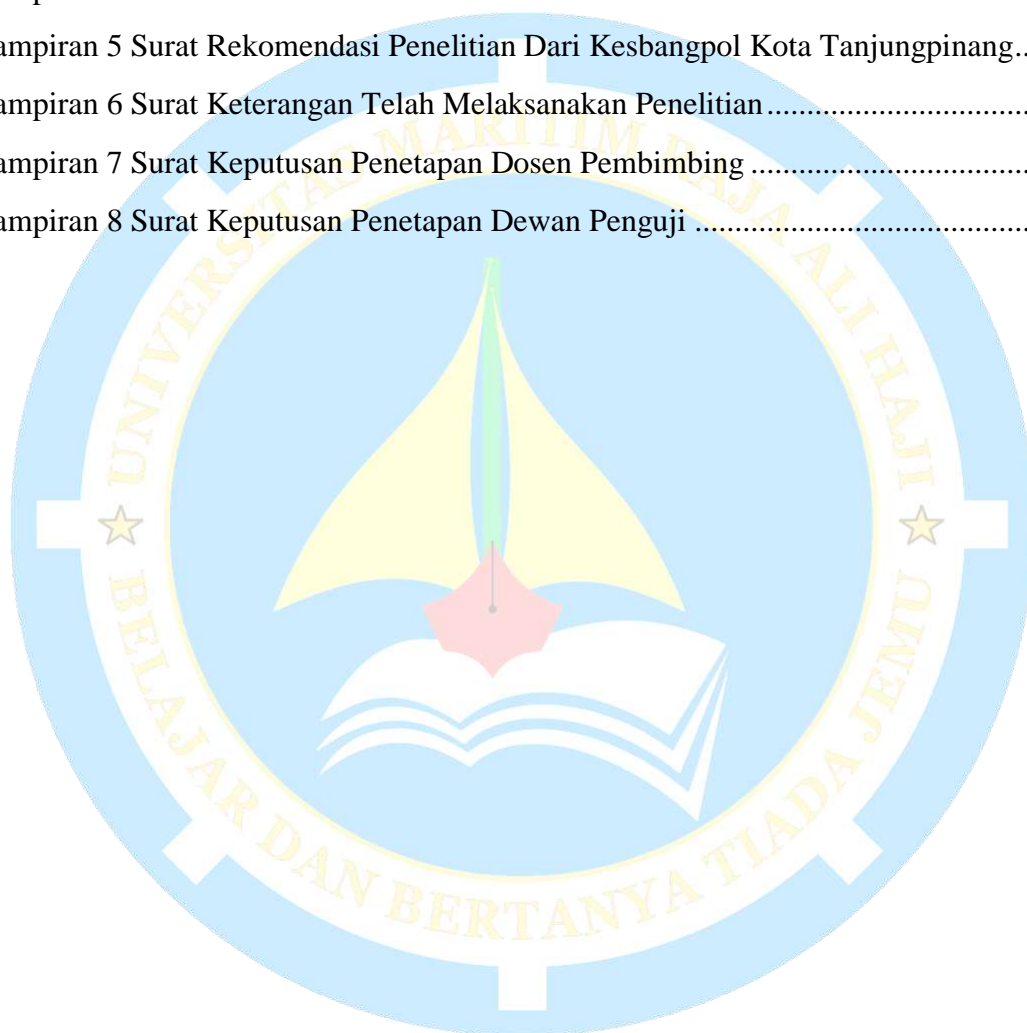 ampiran 5 Surat Rekomendasi Penelitian Dari Kesbangpol Kota Tanjungpinang..
ampiran 6 Surat Keterangan Telah Melaksanakan Penelitian..................................
ampiran 7 Surat Keputusan Penetapan Dosen Pembimbing ....................................
ampiran 8 Surat Keputusan Penetapan Dewan Penguji ...........................................
UNIVERSITAS MARITIM RAJA ALI HAJI
BELAJAR DAN BERTANYA TIADA JEMU